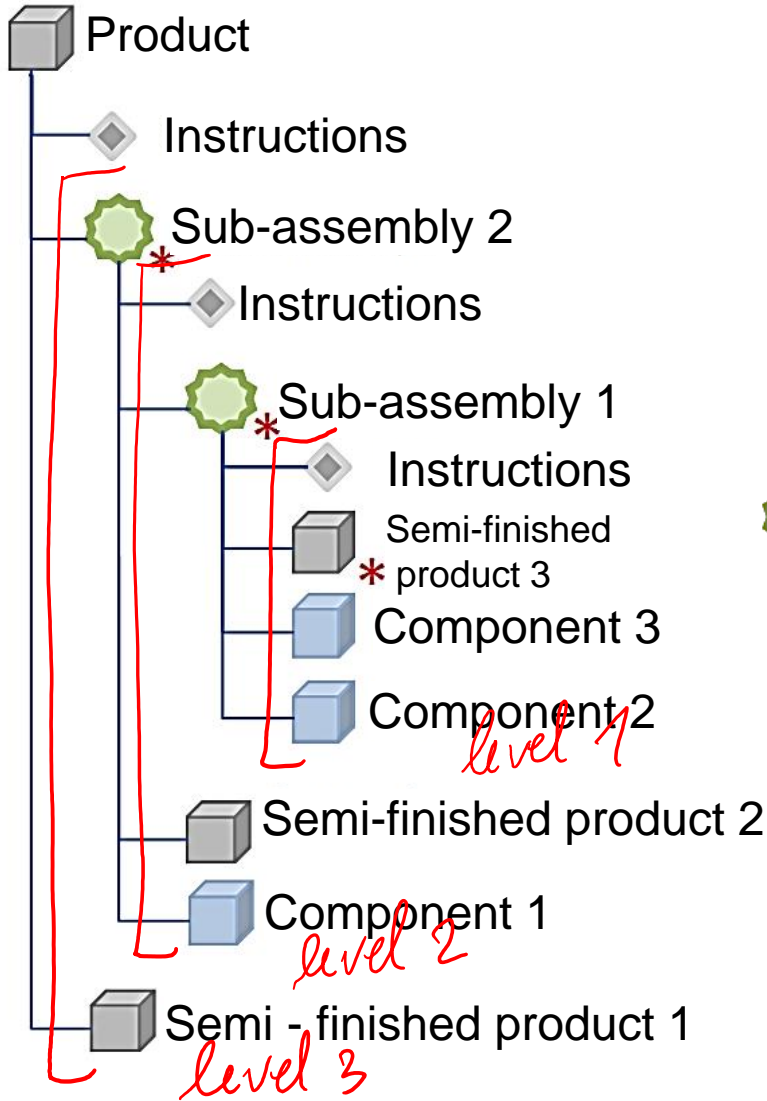 Product
Instructions
Sub-assembly 2
*
Instructions
Sub-assembly 1
*
Instructions
Semi-finished
* product 3
Component 3
Component 2
level 1
Semi-finished product 2
Component 1
level 2
Semi - finished product 1
level 3